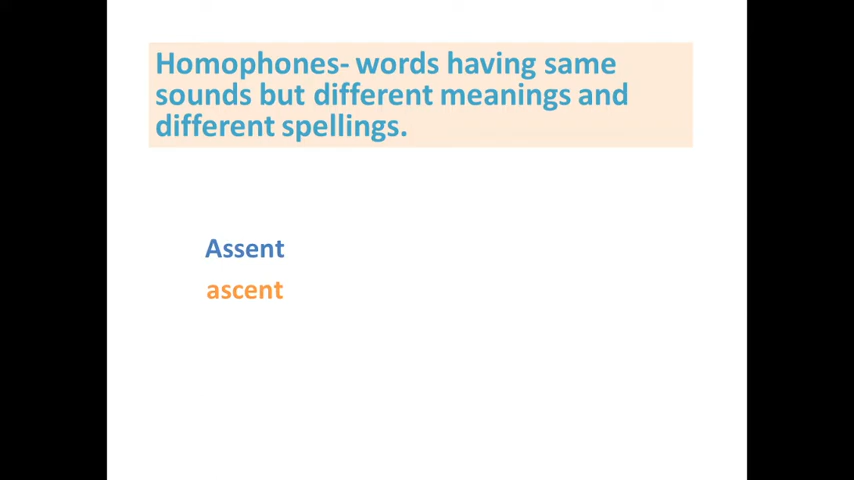 Homophones- words having same
sounds but different meanings and
different spellings.
Assent
ascent